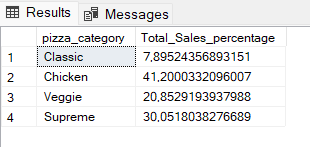 Results Messages
pizza_category Total_Sales_percentage
1 Classic 7,89524356893151
2 Chicken 41,2000332096007
3 Veggie 20,8529193937988
4 Supreme 30,0518038276689